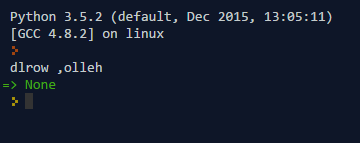 Python 3.5.2 (default, Dec 2015, 13:05:11)
[GCC 4.8.2] on linux
>
dlrow ,olleh
=> None
>